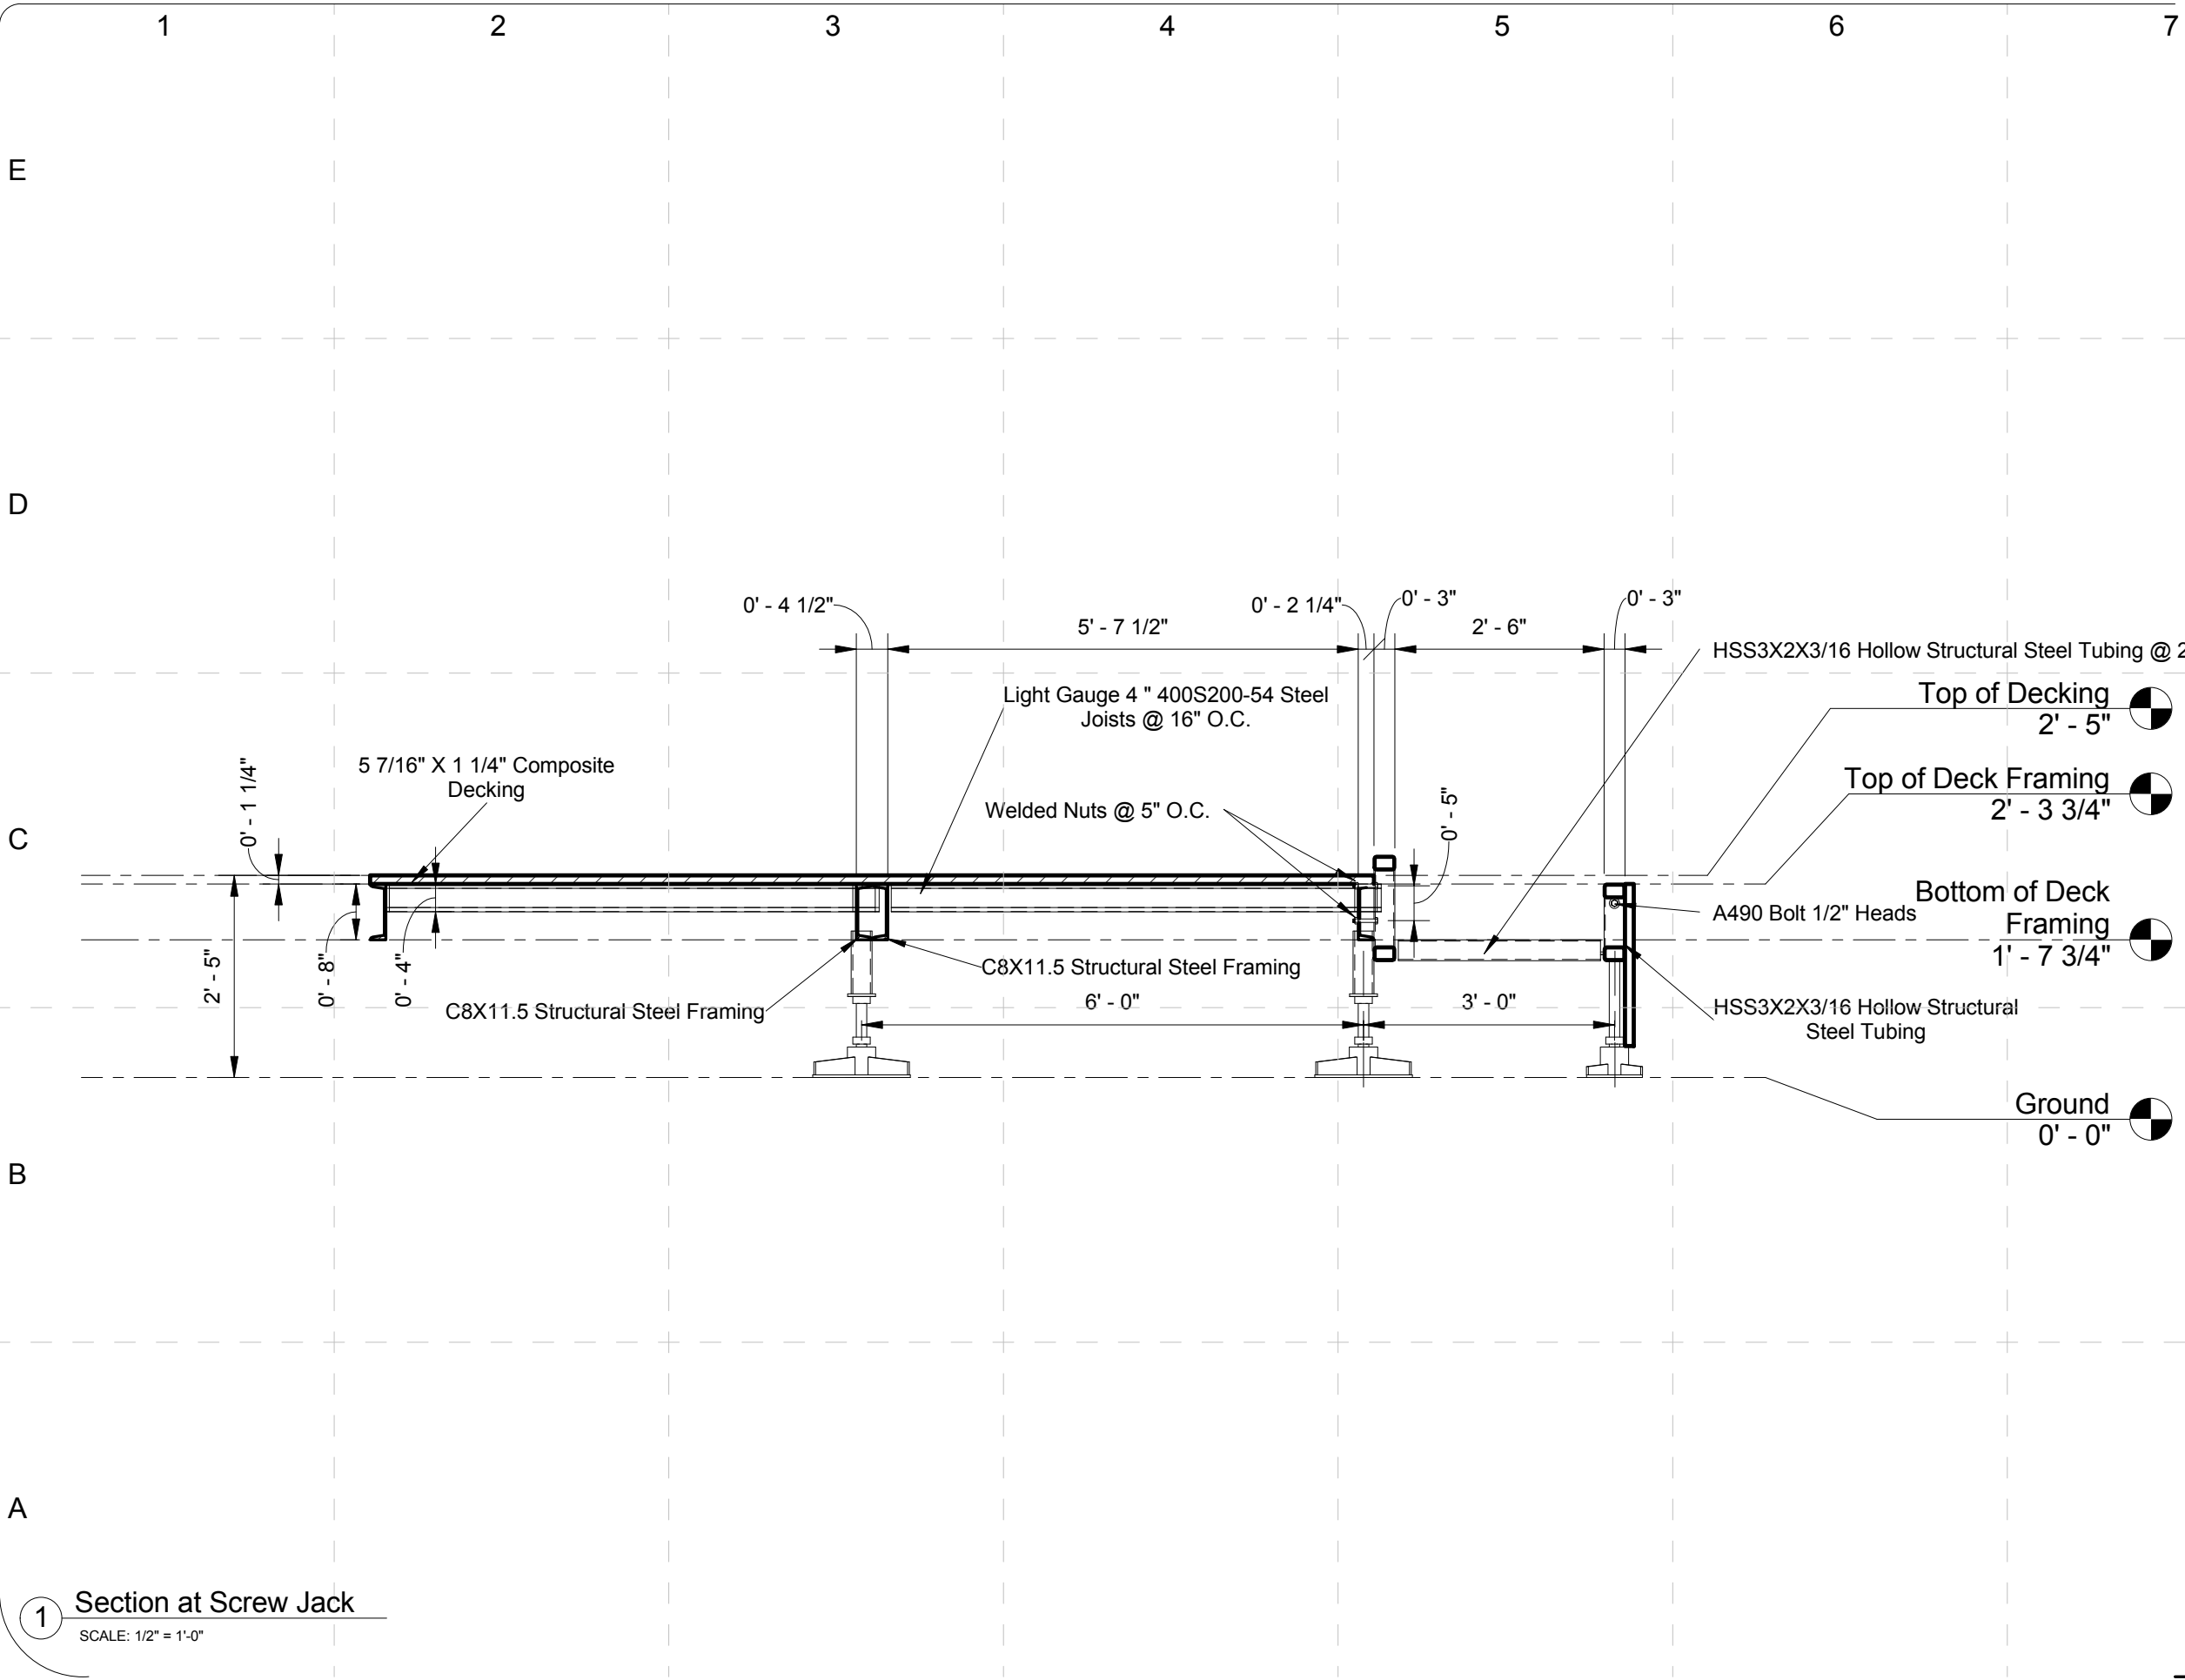 1 2 3 4 5 6 7
E
D
C
B
A
0' - 4 1/2"
5' - 7 1/2"
0' - 2 1/4"
0' - 3"
2' - 6"
0' - 3"
HSS3X2X3/16 Hollow Structural Steel Tubing @ 2
Light Gauge 4 " 400S200-54 Steel
Joists @ 16" O.C.
Top of Decking
2' - 5"
5 7/16" X 1 1/4" Composite
Decking
Top of Deck Framing
2' - 3 3/4"
Welded Nuts @ 5" O.C.
0' - 1 1/4"
0' - 5"
A490 Bolt 1/2" Heads
Bottom of Deck
Framing
1' - 7 3/4"
2' - 5"
0' - 8"
0' - 4"
C8X11.5 Structural Steel Framing
C8X11.5 Structural Steel Framing
6' - 0"
3' - 0"
HSS3X2X3/16 Hollow Structural
Steel Tubing
Ground
0' - 0"
1
Section at Screw Jack
SCALE: 1/2" = 1'-0"